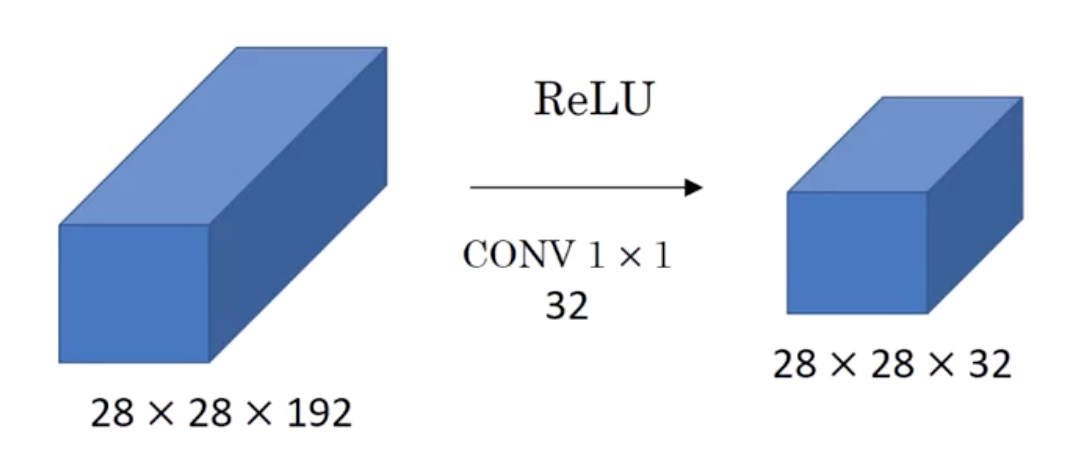 ReLU
CONV 1 × 1
32
28 × 28 × 192
28 × 28 × 32